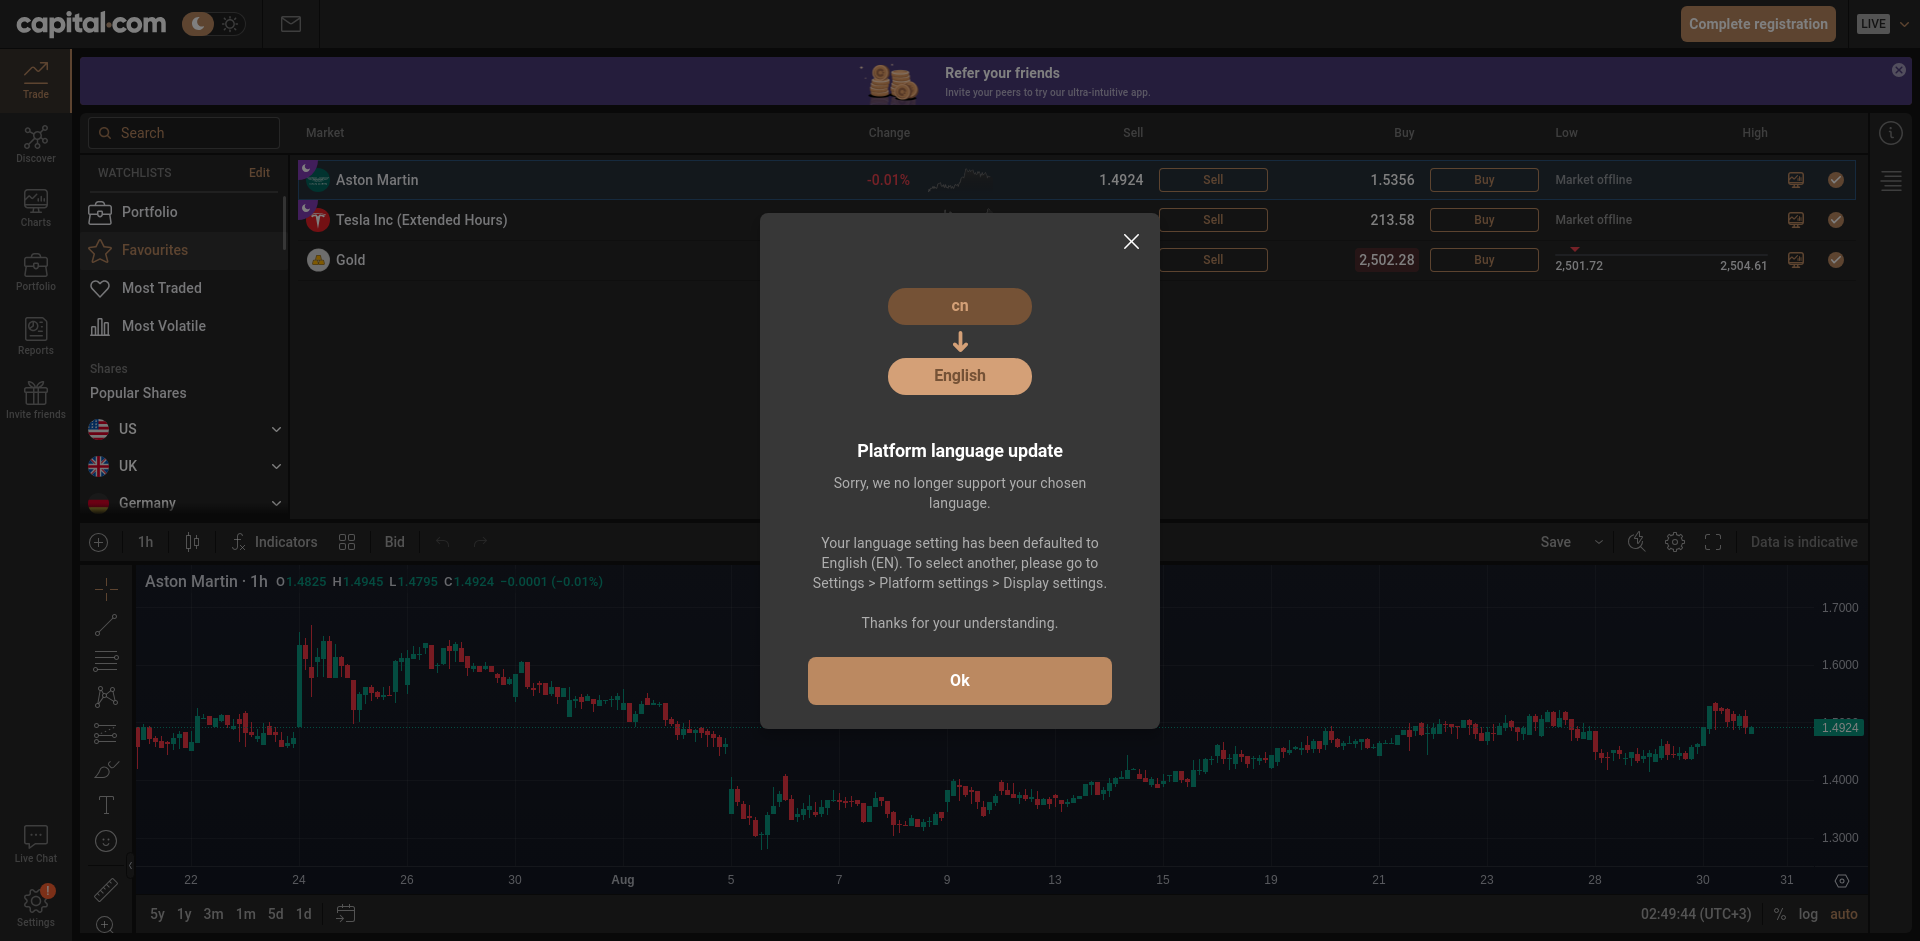 capital.com
Complete registration
LIVE
Trade
Refer your friends
Invite your peers to try our ultra-intuitive app.
Discover
Charts
Portfolio
Reports
Invite friends
Live Chat
Settings
Search
WATCHLISTS
Edit
Portfolio
Favourites
Most Traded
Most Volatile
Shares
Popular Shares
US
UK
Germany
Market
Change
Sell
Buy
Low
High
Aston Martin
-0.01%
1.4924
Sell
1.5356
Buy
Market offline
Tesla Inc (Extended Hours)
Sell
213.58
Buy
Market offline
Gold
Sell
2,502.28
Buy
2,501.72
2,504.61
cn
English
Platform language update
Sorry, we no longer support your chosen
language.
Your language setting has been defaulted to
English (EN). To select another, please go to
Settings > Platform settings > Display settings.
Thanks for your understanding.
Ok
1h
Indicators
Bid
Save
Data is indicative
Aston Martin · 1h O1.4825 H1.4945 L1.4795 C1.4924 −0.0001 (−0.01%)
1.7000
1.6000
1.4924
1.4000
1.3000
22 24 26 30 Aug 5 7 9 13 15 19 21 23 28 30 31
5y 1y 3m 1m 5d 1d
02:49:44 (UTC+3)
% log auto